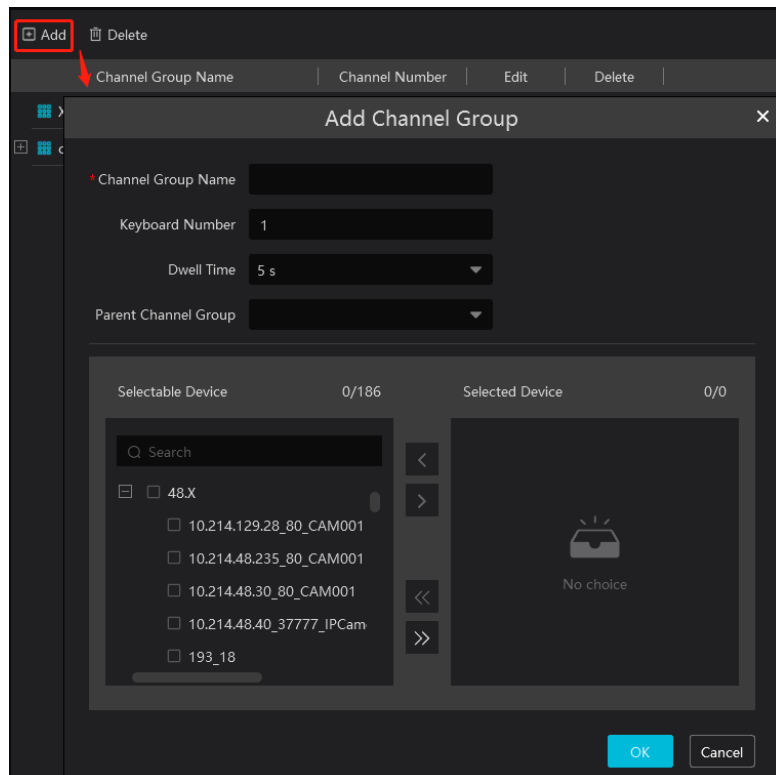 Add Delete
Channel Group Name Channel Number Edit Delete
Add Channel Group
* Channel Group Name
Keyboard Number 1
Dwell Time 5 s
Parent Channel Group
Selectable Device 0/186 Selected Device 0/0
Search
48.X
10.214.129.28_80_CAM001
10.214.48.235_80_CAM001
10.214.48.30_80_CAM001
No choice
10.214.48.40_37777_IPCam
193_18
OK Cancel